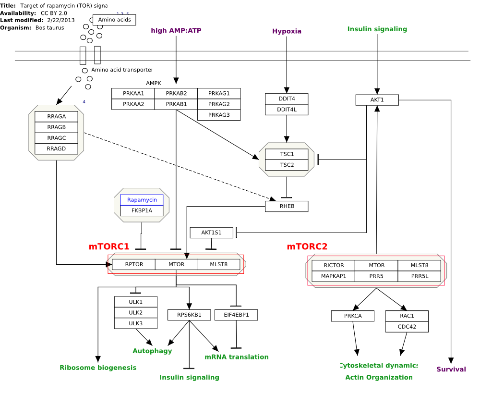 Title: Target of rapamycin (TOR) signa
Availability: CC BY 2.0
Last modified: 2/22/2013
Organism: Bos taurus
Amino acids
high AMP:ATP
Hypoxia
Insulin signaling
Amino acid transporter
AMPK
PRKAA1 PRKAB2 PRKAG1
PRKAA2 PRKAB1 PRKAG2
PRKAG3
DDIT4
DDIT4L
AKT1
RRAGA
RRAGB
RRAGC
RRAGD
TSC1
TSC2
Rapamycin
FKBP1A
RHEB
AKT1S1
mTORC1
mTORC2
RPTOR MTOR MLST8
RICTOR MTOR MLST8
MAPKAP1 PRR5 PRR5L
ULK1
ULK2
ULK3
RPS6KB1
EIF4EBP1
PRKCA
RAC1
CDC42
Autophagy
mRNA translation
Ribosome biogenesis
Insulin signaling
Cytoskeletal dynamic:
Actin Organization
Survival